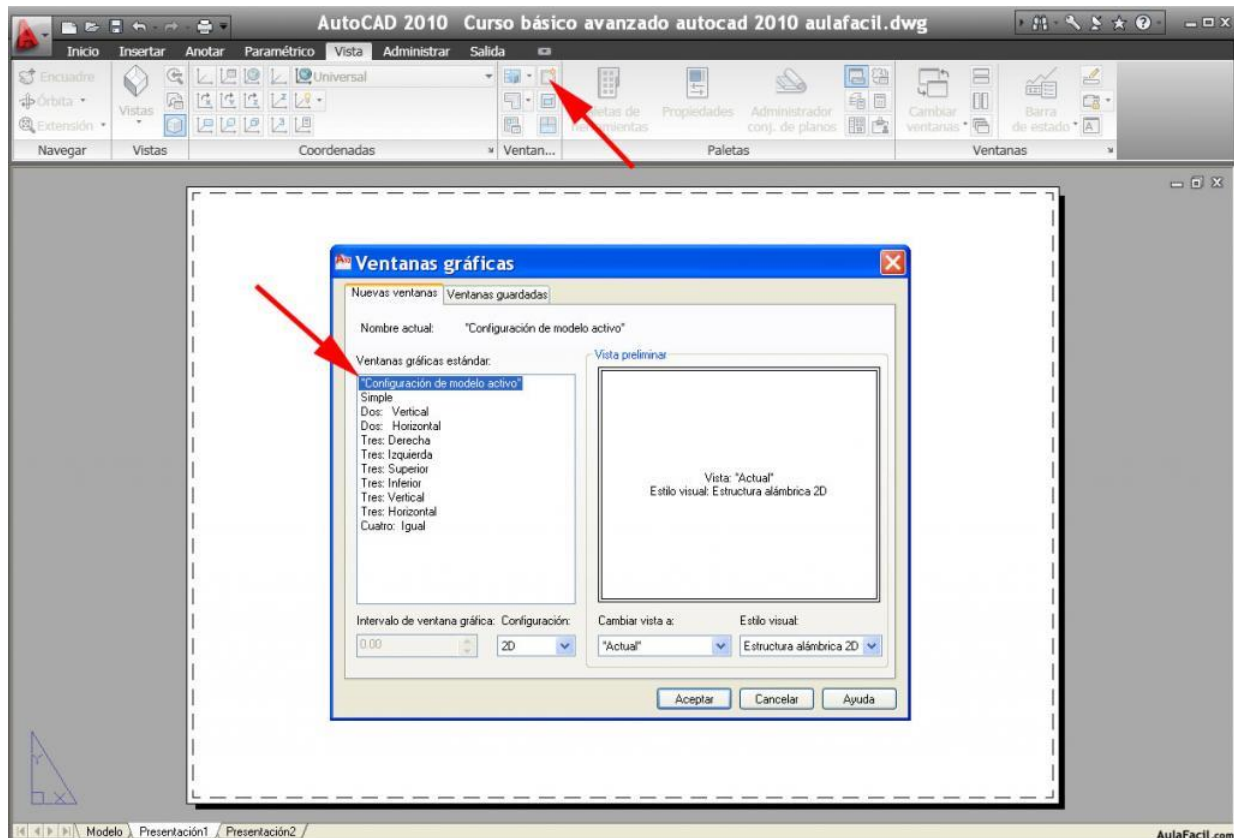 AutoCAD 2010 Curso básico avanzado autocad 2010 aulafacil.dwg
Inicio Insertar Anotar Paramétrico Vista Administrar Salida
Encuadre
Órbita
Extensión
Vistas
Universal
Propiedades
Administrador
conj. de planos
Cambiar
ventanas
Barra
de estado
Navegar Vistas Coordenadas Ventan... Paletas Ventanas
Ventanas gráficas
Nuevas ventanas Ventanas guardadas
Nombre actual: "Configuración de modelo activo"
Ventanas gráficas estándar:
"Configuración de modelo activo"
Simple
Dos: Vertical
Dos: Horizontal
Tres: Derecha
Tres: Izquierda
Tres: Superior
Tres: Inferior
Tres: Vertical
Tres: Horizontal
Cuatro: Igual
Vista preliminar
Vista: "Actual"
Estilo visual: Estructura alámbrica 2D
Intervalo de ventana gráfica: Configuración: Cambiar vista a: Estilo visual:
0.00 2D "Actual" Estructura alámbrica 2D
Aceptar Cancelar Ayuda
Y
X
Modelo Presentación1 Presentación2
AulaFacil.com